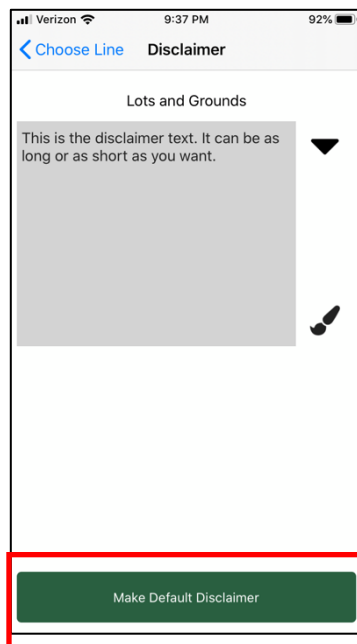 Verizon 9:37 PM 92%
Choose Line Disclaimer
Lots and Grounds
This is the disclaimer text. It can be as
long or as short as you want.
Make Default Disclaimer